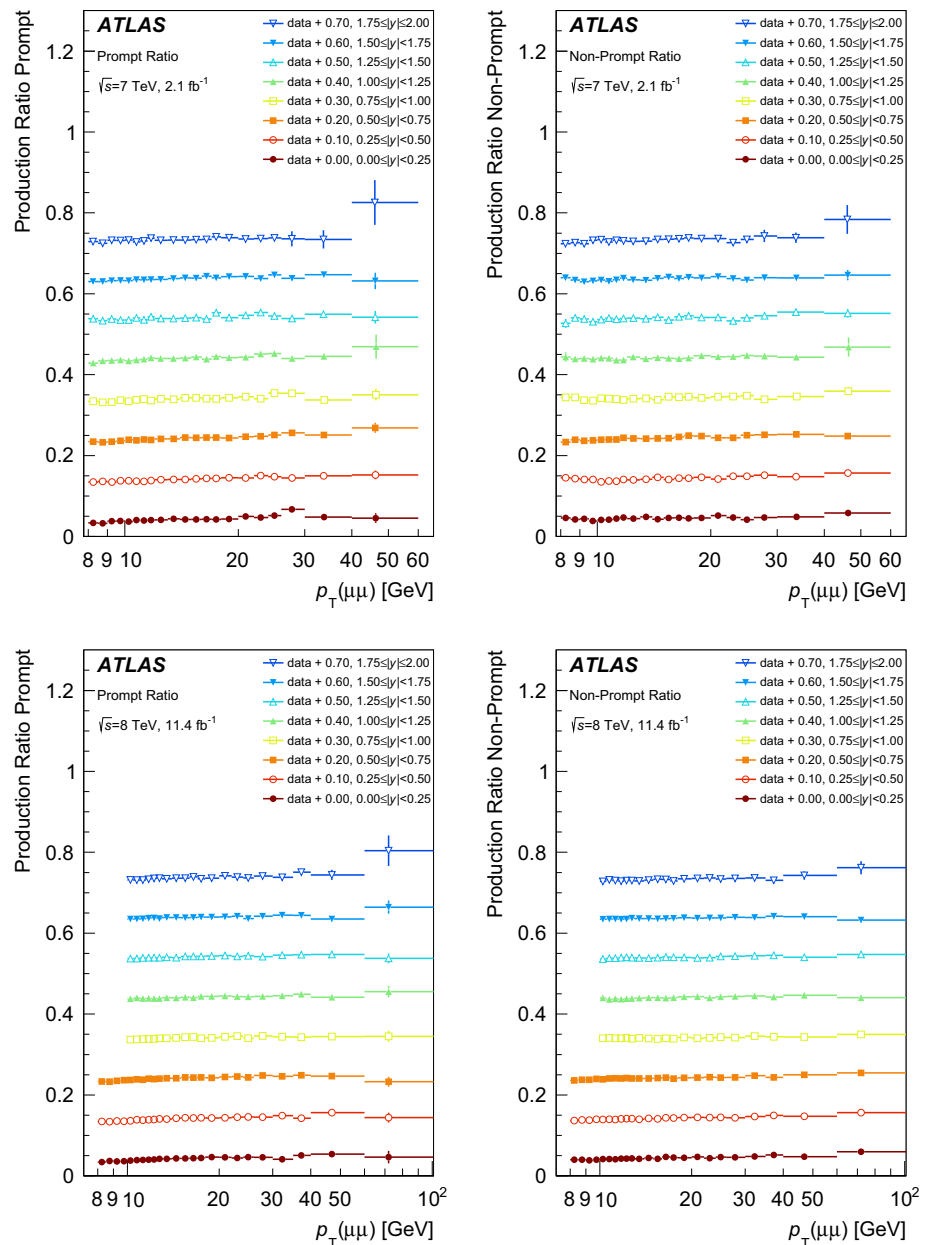 ATLAS
Prompt Ratio
√s=7 TeV, 2.1 fb⁻¹
data + 0.70, 1.75≤|y|≤2.00
data + 0.60, 1.50≤|y|<1.75
data + 0.50, 1.25≤|y|<1.50
data + 0.40, 1.00≤|y|<1.25
data + 0.30, 0.75≤|y|<1.00
data + 0.20, 0.50≤|y|<0.75
data + 0.10, 0.25≤|y|<0.50
data + 0.00, 0.00≤|y|<0.25
Production Ratio Prompt
1.2
1
0.8
0.6
0.4
0.2
0
8 9 10 20 30 40 50 60
p_T(μμ) [GeV]
ATLAS
Non-Prompt Ratio
√s=7 TeV, 2.1 fb⁻¹
data + 0.70, 1.75≤|y|≤2.00
data + 0.60, 1.50≤|y|<1.75
data + 0.50, 1.25≤|y|<1.50
data + 0.40, 1.00≤|y|<1.25
data + 0.30, 0.75≤|y|<1.00
data + 0.20, 0.50≤|y|<0.75
data + 0.10, 0.25≤|y|<0.50
data + 0.00, 0.00≤|y|<0.25
Production Ratio Non-Prompt
1.2
1
0.8
0.6
0.4
0.2
0
8 9 10 20 30 40 50 60
p_T(μμ) [GeV]
ATLAS
Prompt Ratio
√s=8 TeV, 11.4 fb⁻¹
data + 0.70, 1.75≤|y|≤2.00
data + 0.60, 1.50≤|y|<1.75
data + 0.50, 1.25≤|y|<1.50
data + 0.40, 1.00≤|y|<1.25
data + 0.30, 0.75≤|y|<1.00
data + 0.20, 0.50≤|y|<0.75
data + 0.10, 0.25≤|y|<0.50
data + 0.00, 0.00≤|y|<0.25
Production Ratio Prompt
1.2
1
0.8
0.6
0.4
0.2
0
8 9 10 20 30 40 50 10²
p_T(μμ) [GeV]
ATLAS
Non-Prompt Ratio
√s=8 TeV, 11.4 fb⁻¹
data + 0.70, 1.75≤|y|≤2.00
data + 0.60, 1.50≤|y|<1.75
data + 0.50, 1.25≤|y|<1.50
data + 0.40, 1.00≤|y|<1.25
data + 0.30, 0.75≤|y|<1.00
data + 0.20, 0.50≤|y|<0.75
data + 0.10, 0.25≤|y|<0.50
data + 0.00, 0.00≤|y|<0.25
Production Ratio Non-Prompt
1.2
1
0.8
0.6
0.4
0.2
0
8 9 10 20 30 40 50 10²
p_T(μμ) [GeV]